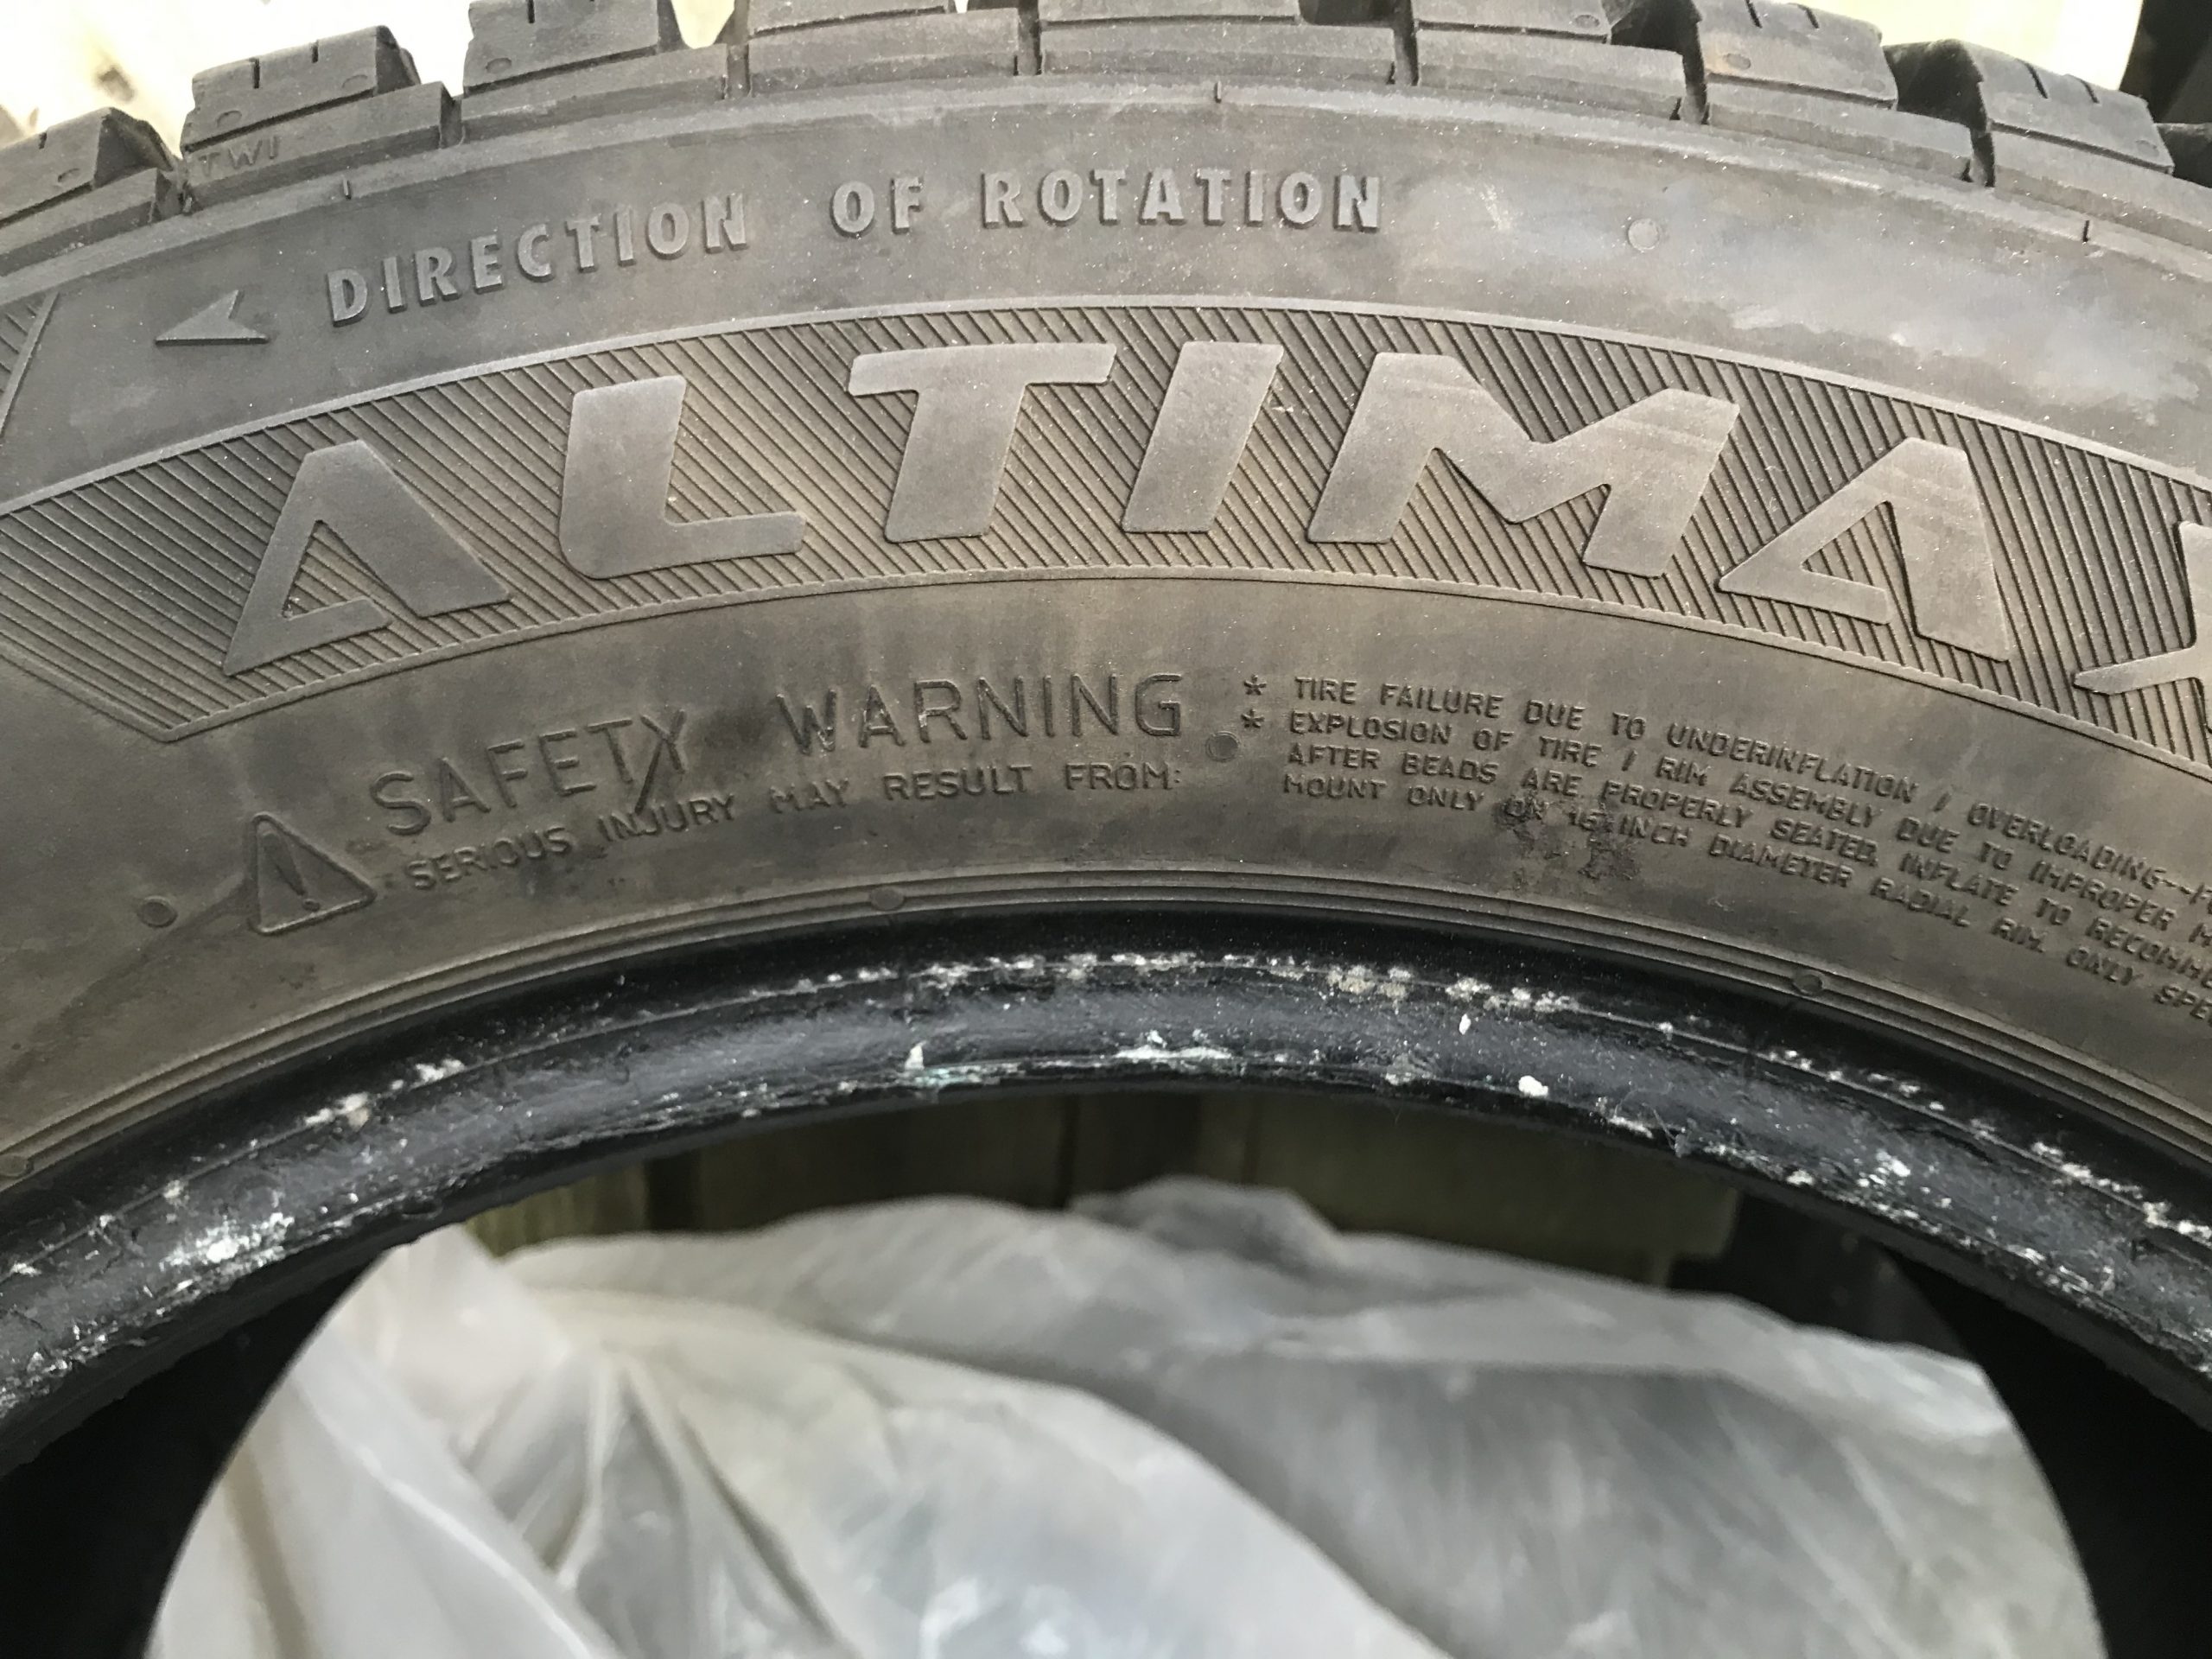 TWI
DIRECTION OF ROTATION
ALTIMAX
SAFETY WARNING
SERIOUS INJURY MAY RESULT FROM:
* TIRE FAILURE DUE TO UNDERINFLATION / OVERLOADING--
* EXPLOSION OF TIRE / RIM ASSEMBLY DUE TO IMPROPER
AFTER BEADS ARE PROPERLY SEATED. INFLATE TO
MOUNT ONLY ON 16 INCH DIAMETER RADIAL RIM. ONLY